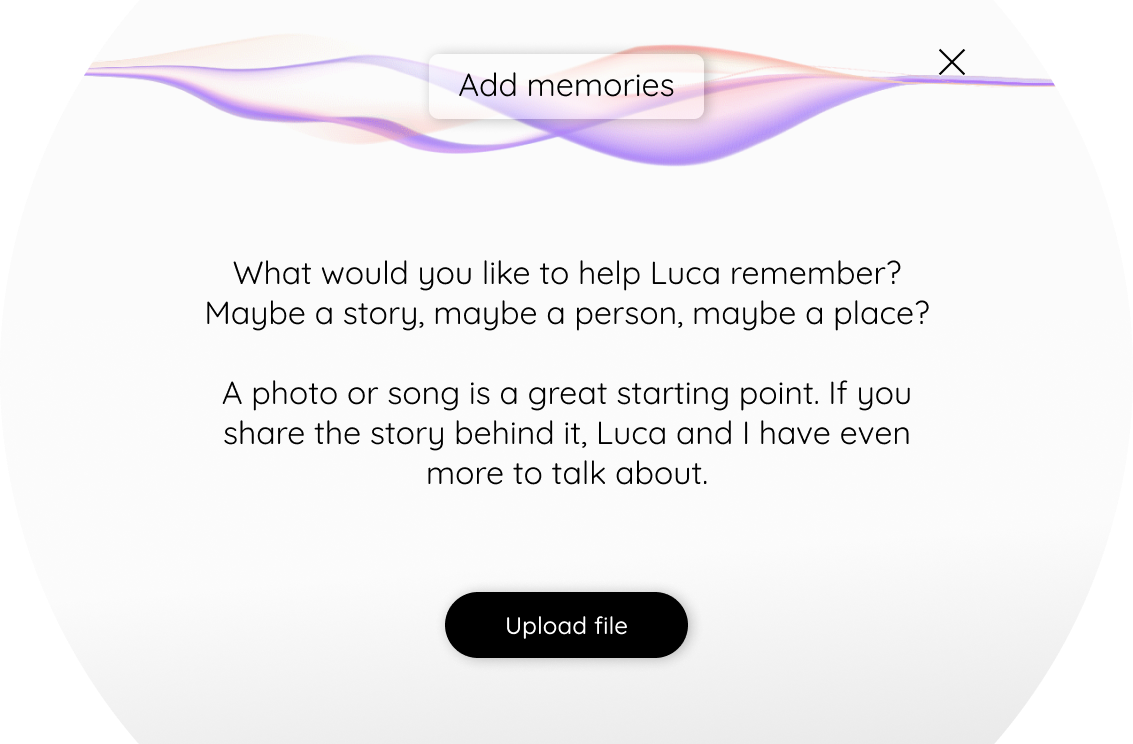 Add memories
What would you like to help Luca remember?
Maybe a story, maybe a person, maybe a place?
A photo or song is a great starting point. If you
share the story behind it, Luca and I have even
more to talk about.
Upload file